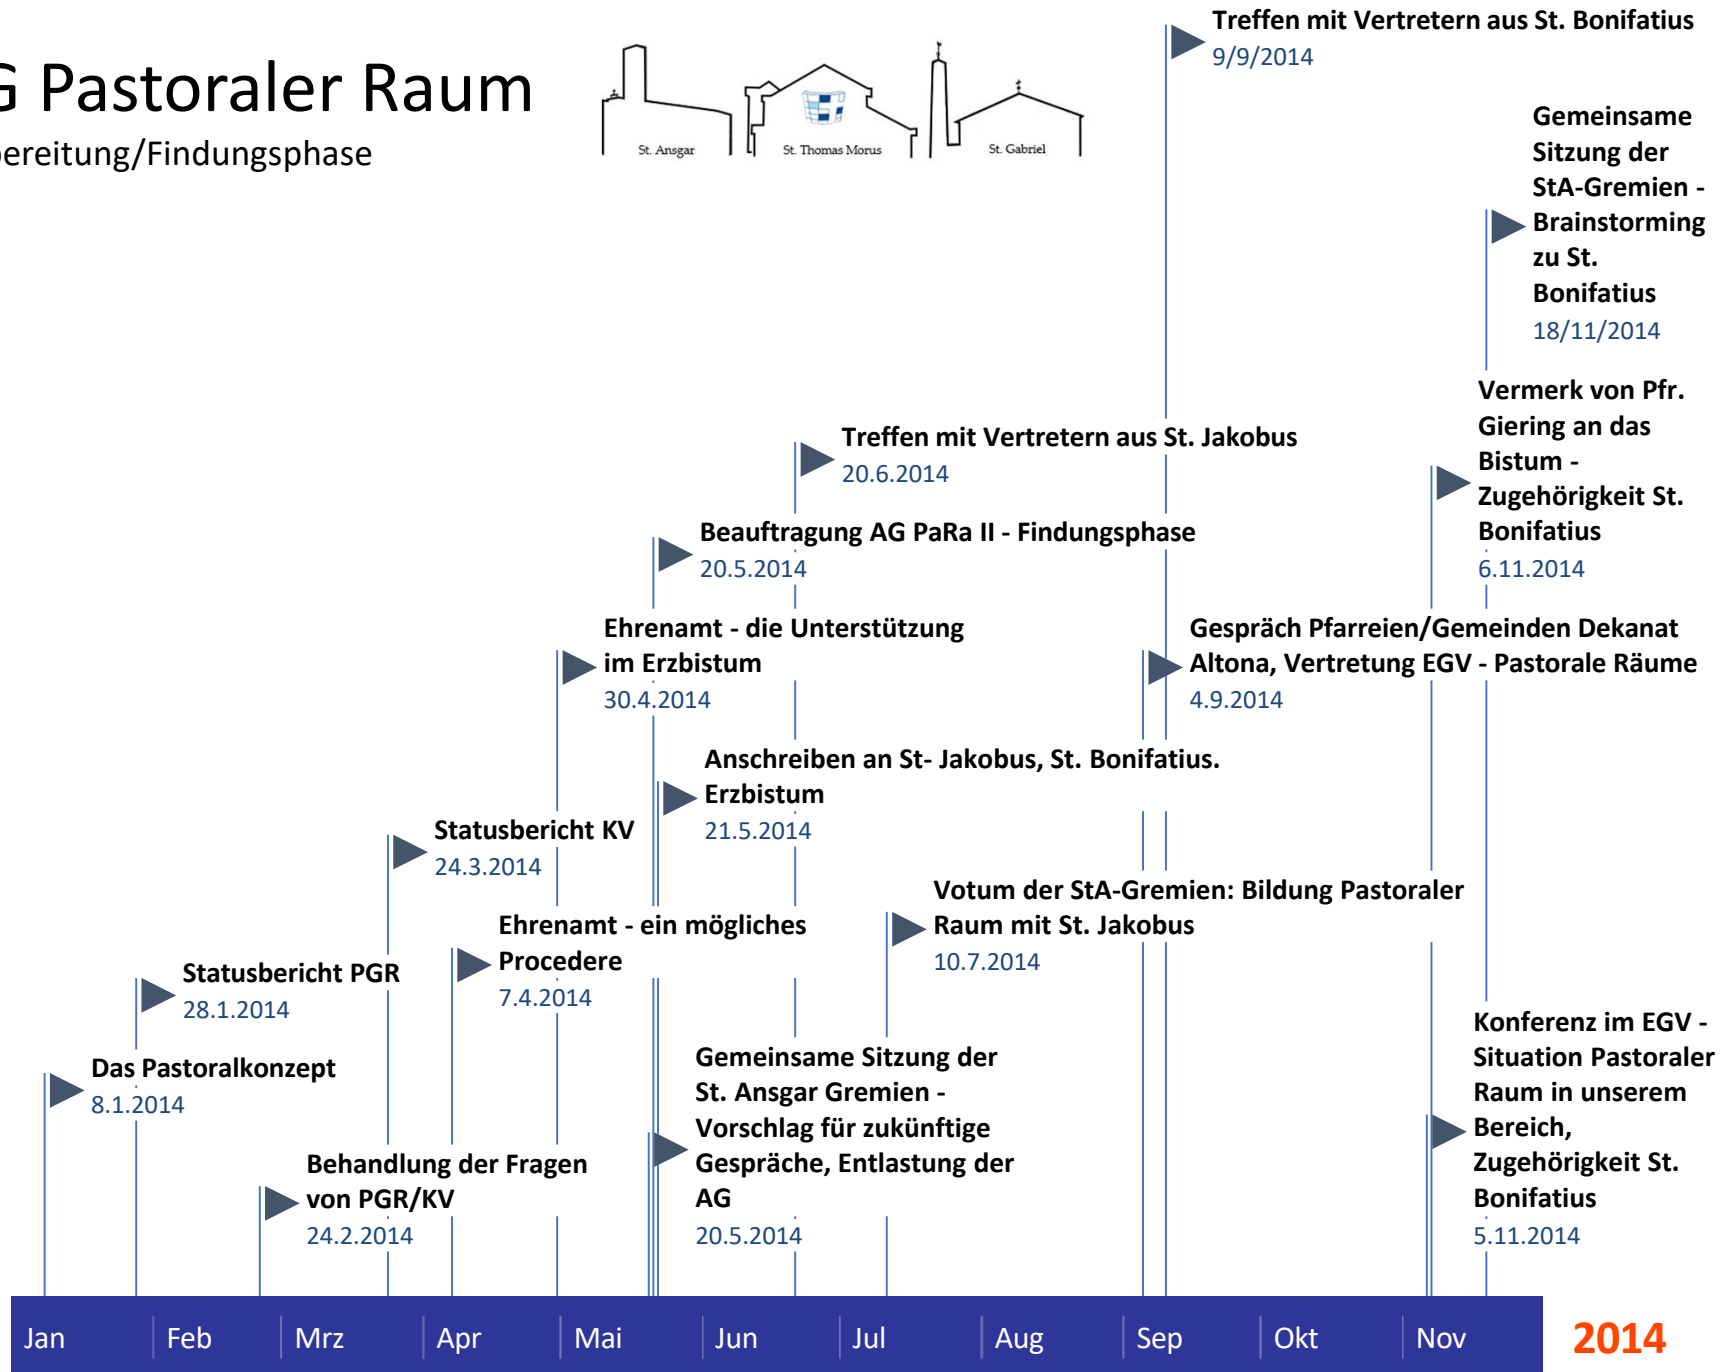 G Pastoraler Raum
bereitung/Findungsphase
St. Ansgar
St. Thomas Morus
St. Gabriel
Treffen mit Vertretern aus St. Bonifatius
9/9/2014
Gemeinsame
Sitzung der
StA-Gremien -
Brainstorming
zu St.
Bonifatius
18/11/2014
Vermerk von Pfr.
Giering an das
Bistum -
Zugehörigkeit St.
Bonifatius
6.11.2014
Treffen mit Vertretern aus St. Jakobus
20.6.2014
Beauftragung AG PaRa II - Findungsphase
20.5.2014
Ehrenamt - die Unterstützung
im Erzbistum
30.4.2014
Gespräch Pfarreien/Gemeinden Dekanat
Altona, Vertretung EGV - Pastorale Räume
4.9.2014
Anschreiben an St- Jakobus, St. Bonifatius.
Erzbistum
21.5.2014
Statusbericht KV
24.3.2014
Votum der StA-Gremien: Bildung Pastoraler
Raum mit St. Jakobus
10.7.2014
Ehrenamt - ein mögliches
Procedere
7.4.2014
Statusbericht PGR
28.1.2014
Das Pastoralkonzept
8.1.2014
Gemeinsame Sitzung der
St. Ansgar Gremien -
Vorschlag für zukünftige
Gespräche, Entlastung der
AG
20.5.2014
Konferenz im EGV -
Situation Pastoraler
Raum in unserem
Bereich,
Zugehörigkeit St.
Bonifatius
5.11.2014
Behandlung der Fragen
von PGR/KV
24.2.2014
Jan Feb Mrz Apr Mai Jun Jul Aug Sep Okt Nov 2014